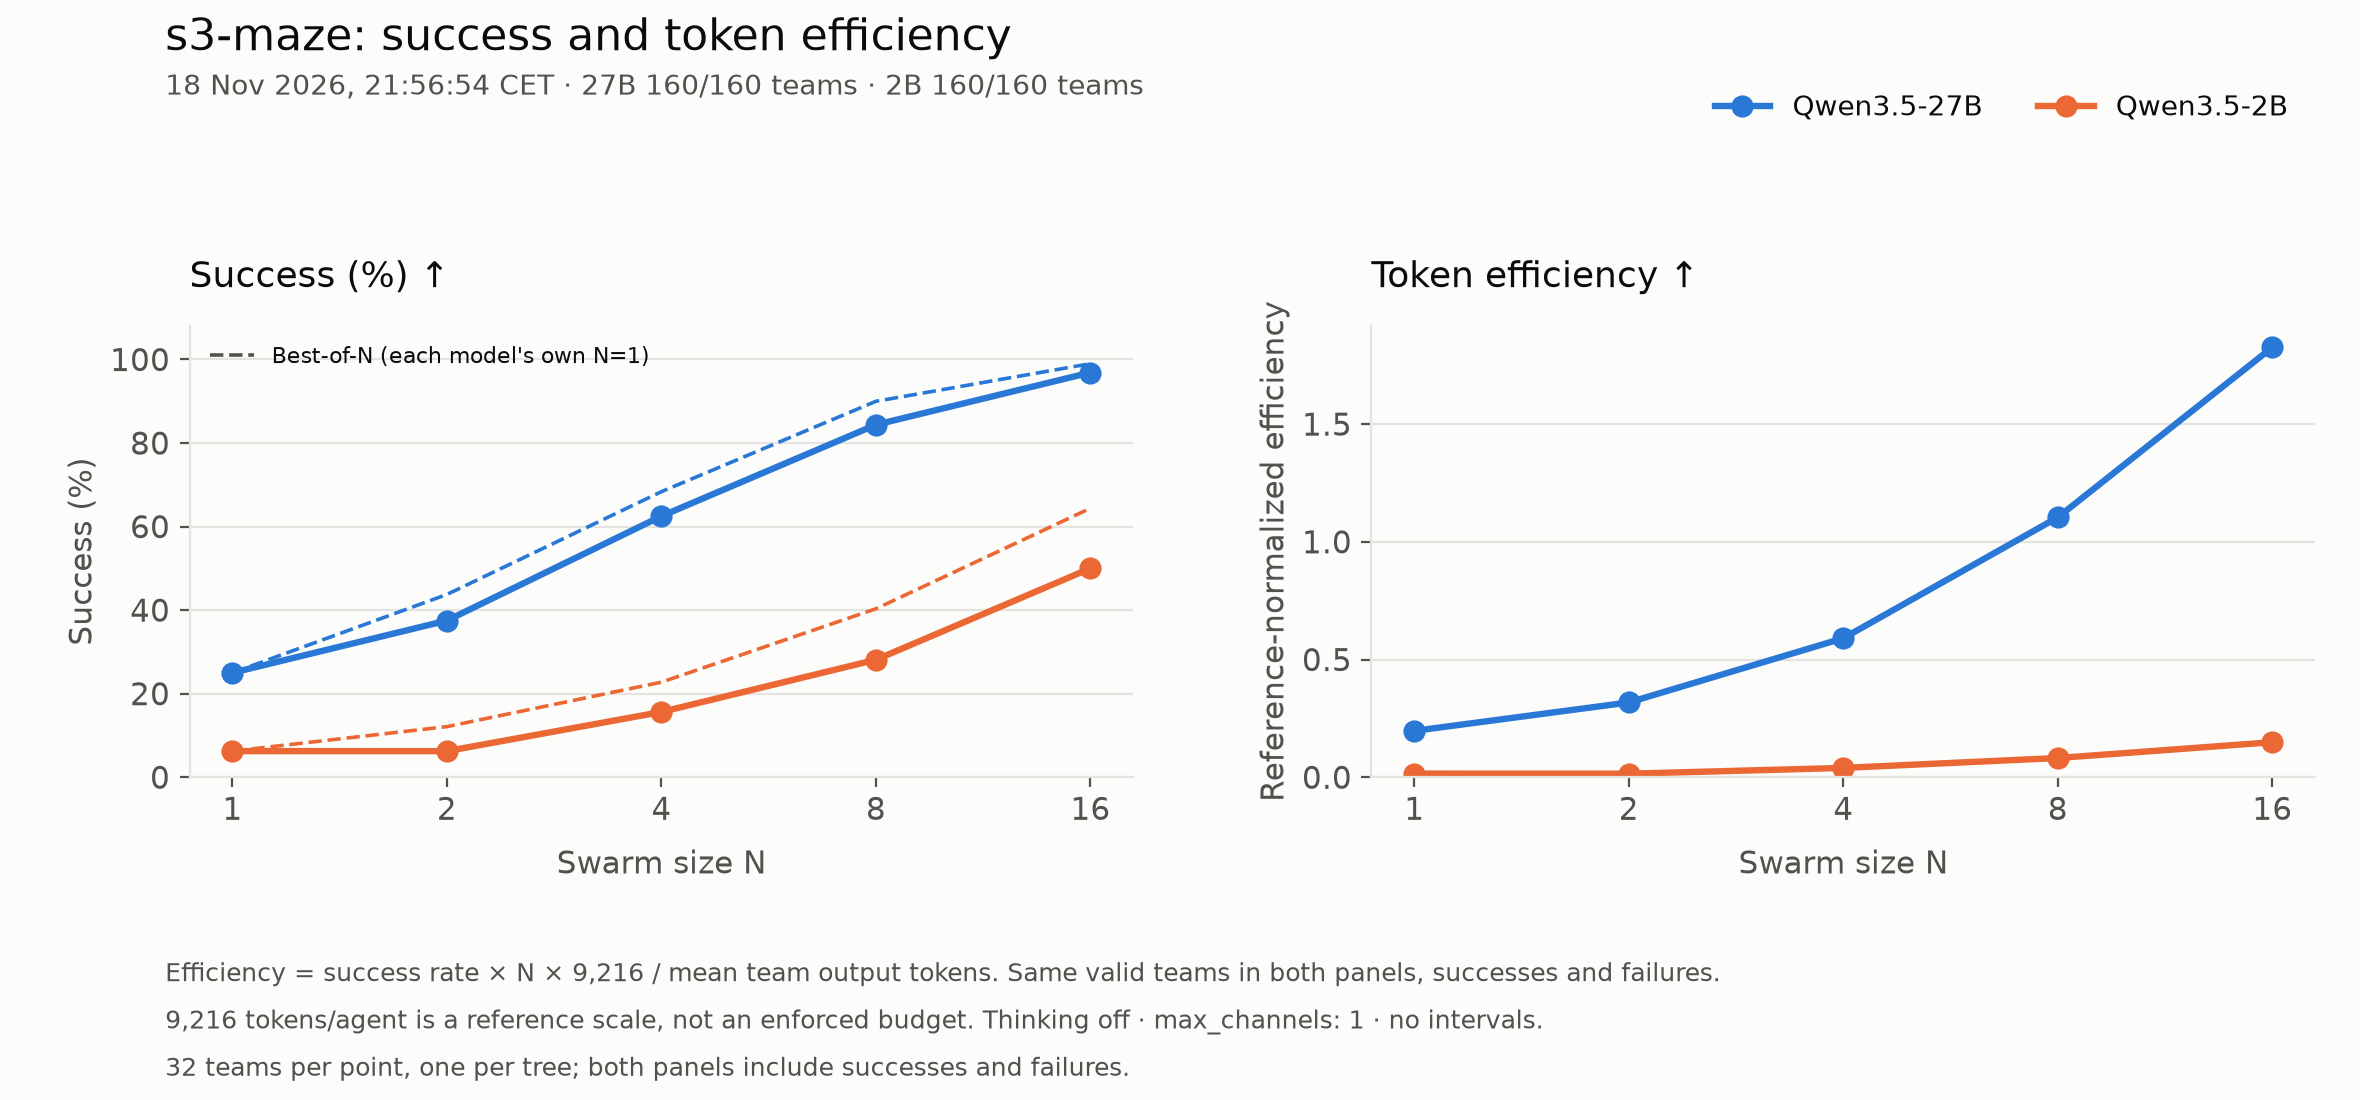 s3-maze: success and token efficiency
18 Nov 2026, 21:56:54 CET · 27B 160/160 teams · 2B 160/160 teams
Qwen3.5-27B
Qwen3.5-2B
Success (%) ↑
Best-of-N (each model's own N=1)
Success (%)
100
80
60
40
20
0
1
2
4
8
16
Swarm size N
Token efficiency ↑
Reference-normalized efficiency
1.5
1.0
0.5
0.0
1
2
4
8
16
Swarm size N
Efficiency = success rate × N × 9,216 / mean team output tokens. Same valid teams in both panels, successes and failures.
9,216 tokens/agent is a reference scale, not an enforced budget. Thinking off · max_channels: 1 · no intervals.
32 teams per point, one per tree; both panels include successes and failures.